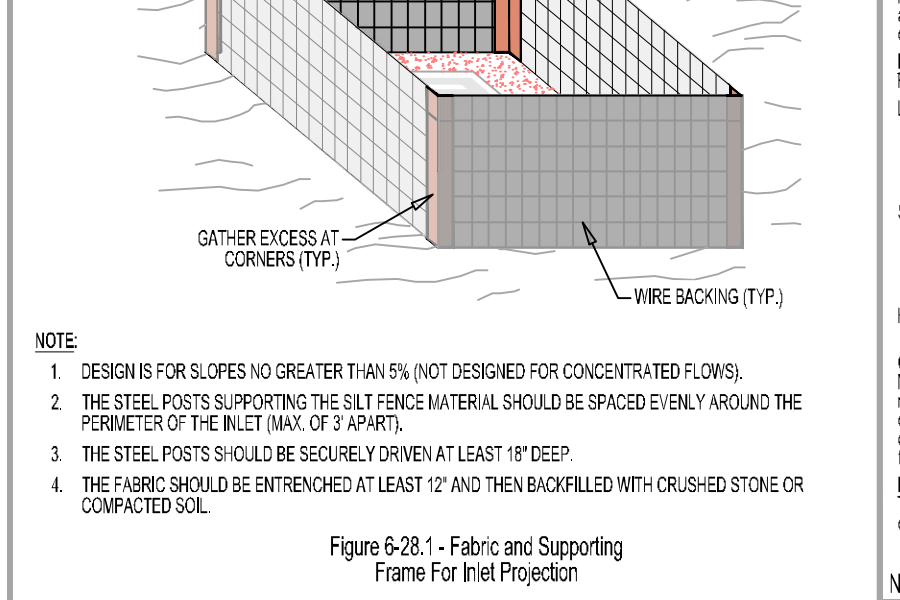 GATHER EXCESS AT
CORNERS (TYP.)
WIRE BACKING (TYP.)
NOTE:
1. DESIGN IS FOR SLOPES NO GREATER THAN 5% (NOT DESIGNED FOR CONCENTRATED FLOWS).
2. THE STEEL POSTS SUPPORTING THE SILT FENCE MATERIAL SHOULD BE SPACED EVENLY AROUND THE
PERIMETER OF THE INLET (MAX. OF 3' APART).
3. THE STEEL POSTS SHOULD BE SECURELY DRIVEN AT LEAST 18" DEEP.
4. THE FABRIC SHOULD BE ENTRENCHED AT LEAST 12" AND THEN BACKFILLED WITH CRUSHED STONE OR
COMPACTED SOIL.
Figure 6-28.1 - Fabric and Supporting
Frame For Inlet Projection